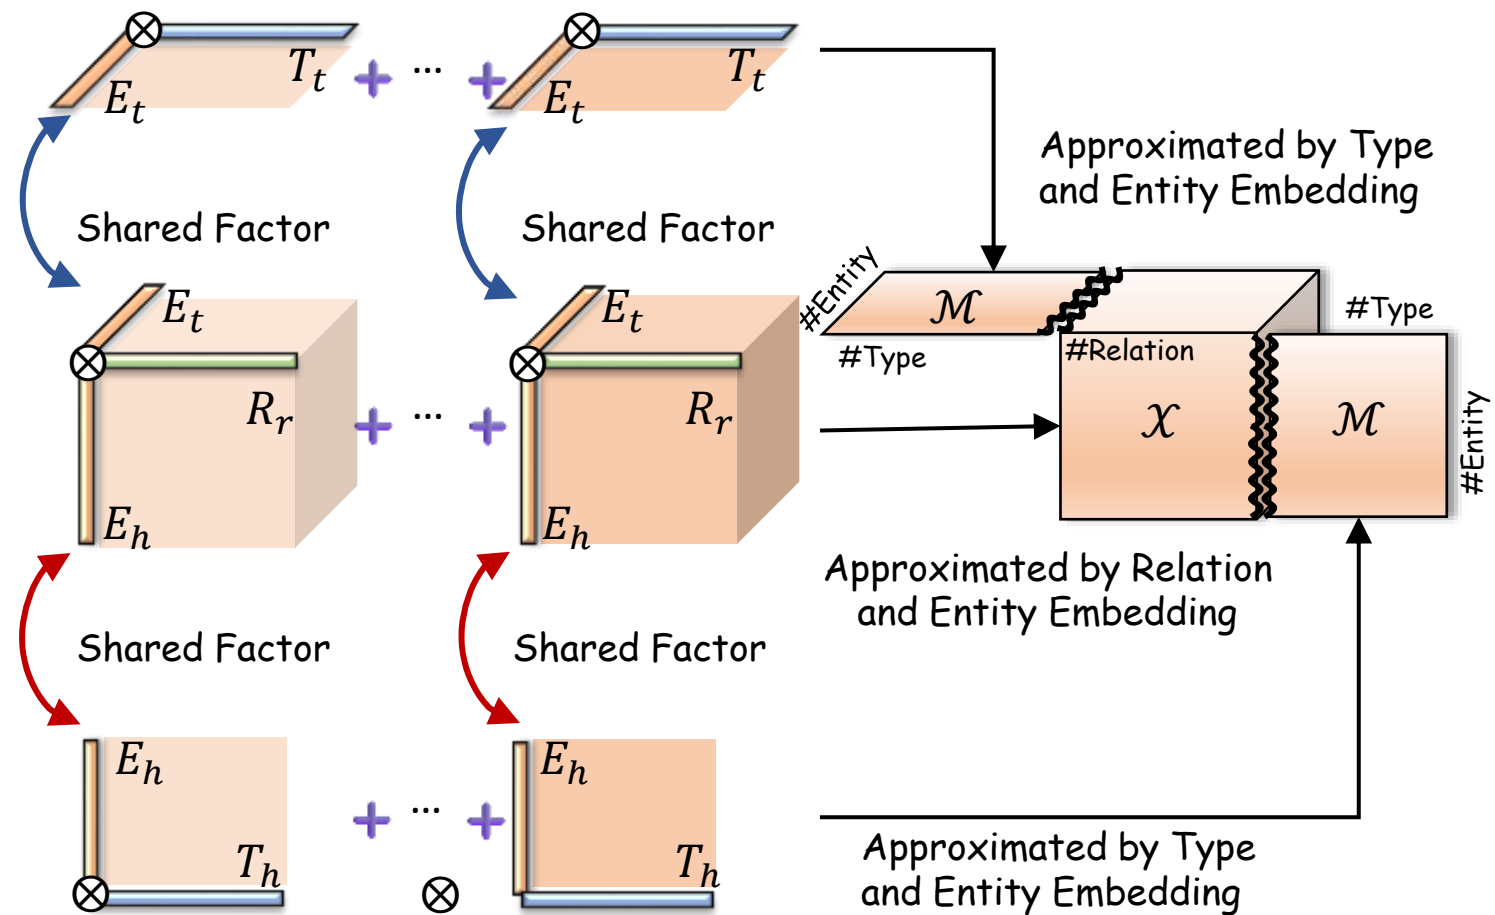 ⊗ ⊗
T_t + ... + T_t
E_t E_t
Approximated by Type
and Entity Embedding
Shared Factor Shared Factor
#Entity
E_t E_t
ℳ
#Type
#Type
⊗ ⊗
#Relation
R_r + ... + R_r
𝒳 ℳ
#Entity
E_h E_h
Approximated by Relation
and Entity Embedding
Shared Factor Shared Factor
E_h E_h
+ ... +
T_h T_h
⊗ ⊗
Approximated by Type
and Entity Embedding